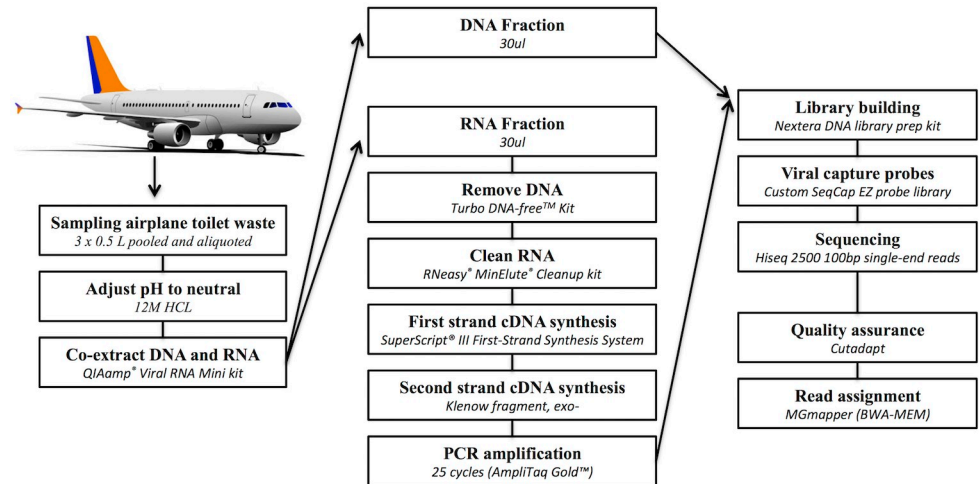 Sampling airplane toilet waste
3 x 0.5 L pooled and aliquoted
Adjust pH to neutral
12M HCL
Co-extract DNA and RNA
QIAamp® Viral RNA Mini kit
DNA Fraction
30ul
RNA Fraction
30ul
Remove DNA
Turbo DNA-free™ Kit
Clean RNA
RNeasy® MinElute® Cleanup kit
First strand cDNA synthesis
SuperScript® III First-Strand Synthesis System
Second strand cDNA synthesis
Klenow fragment, exo-
PCR amplification
25 cycles (AmpliTaq Gold™)
Library building
Nextera DNA library prep kit
Viral capture probes
Custom SeqCap EZ probe library
Sequencing
Hiseq 2500 100bp single-end reads
Quality assurance
Cutadapt
Read assignment
MGmapper (BWA-MEM)